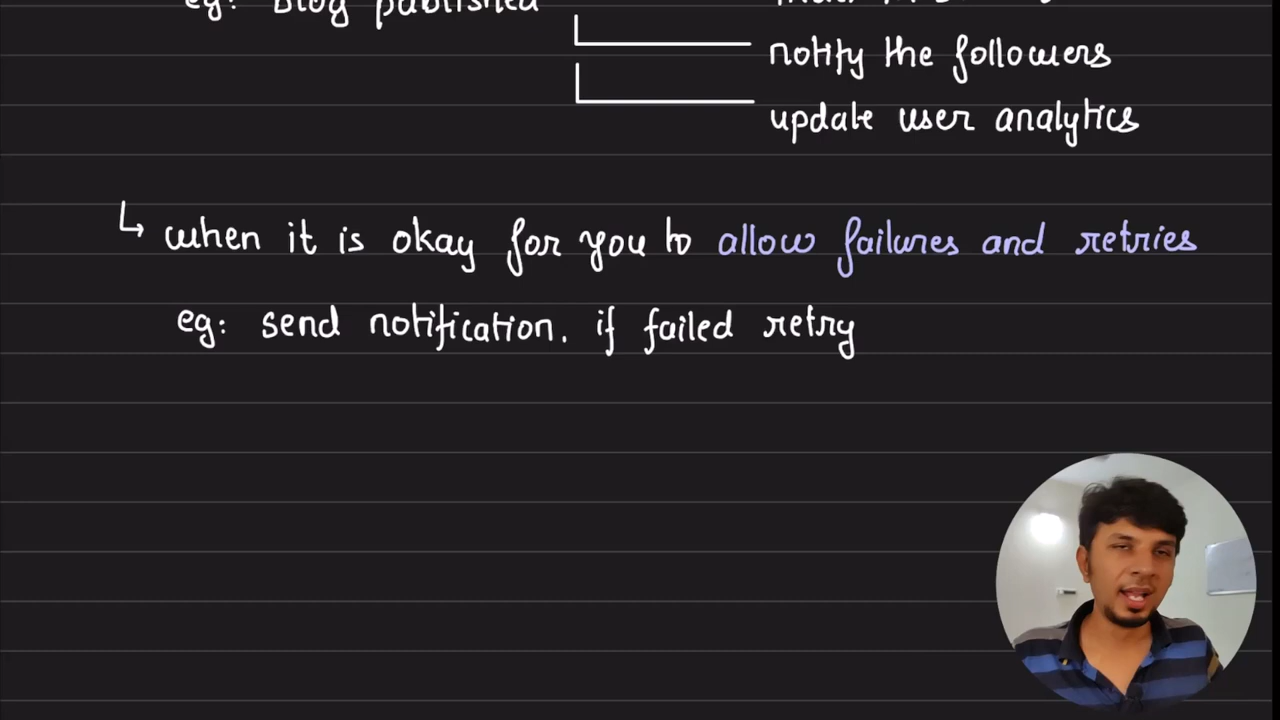 eg: Blog published
notify the followers
update user analytics
↳ when it is okay for you to allow failures and retries
eg: send notification. if failed retry